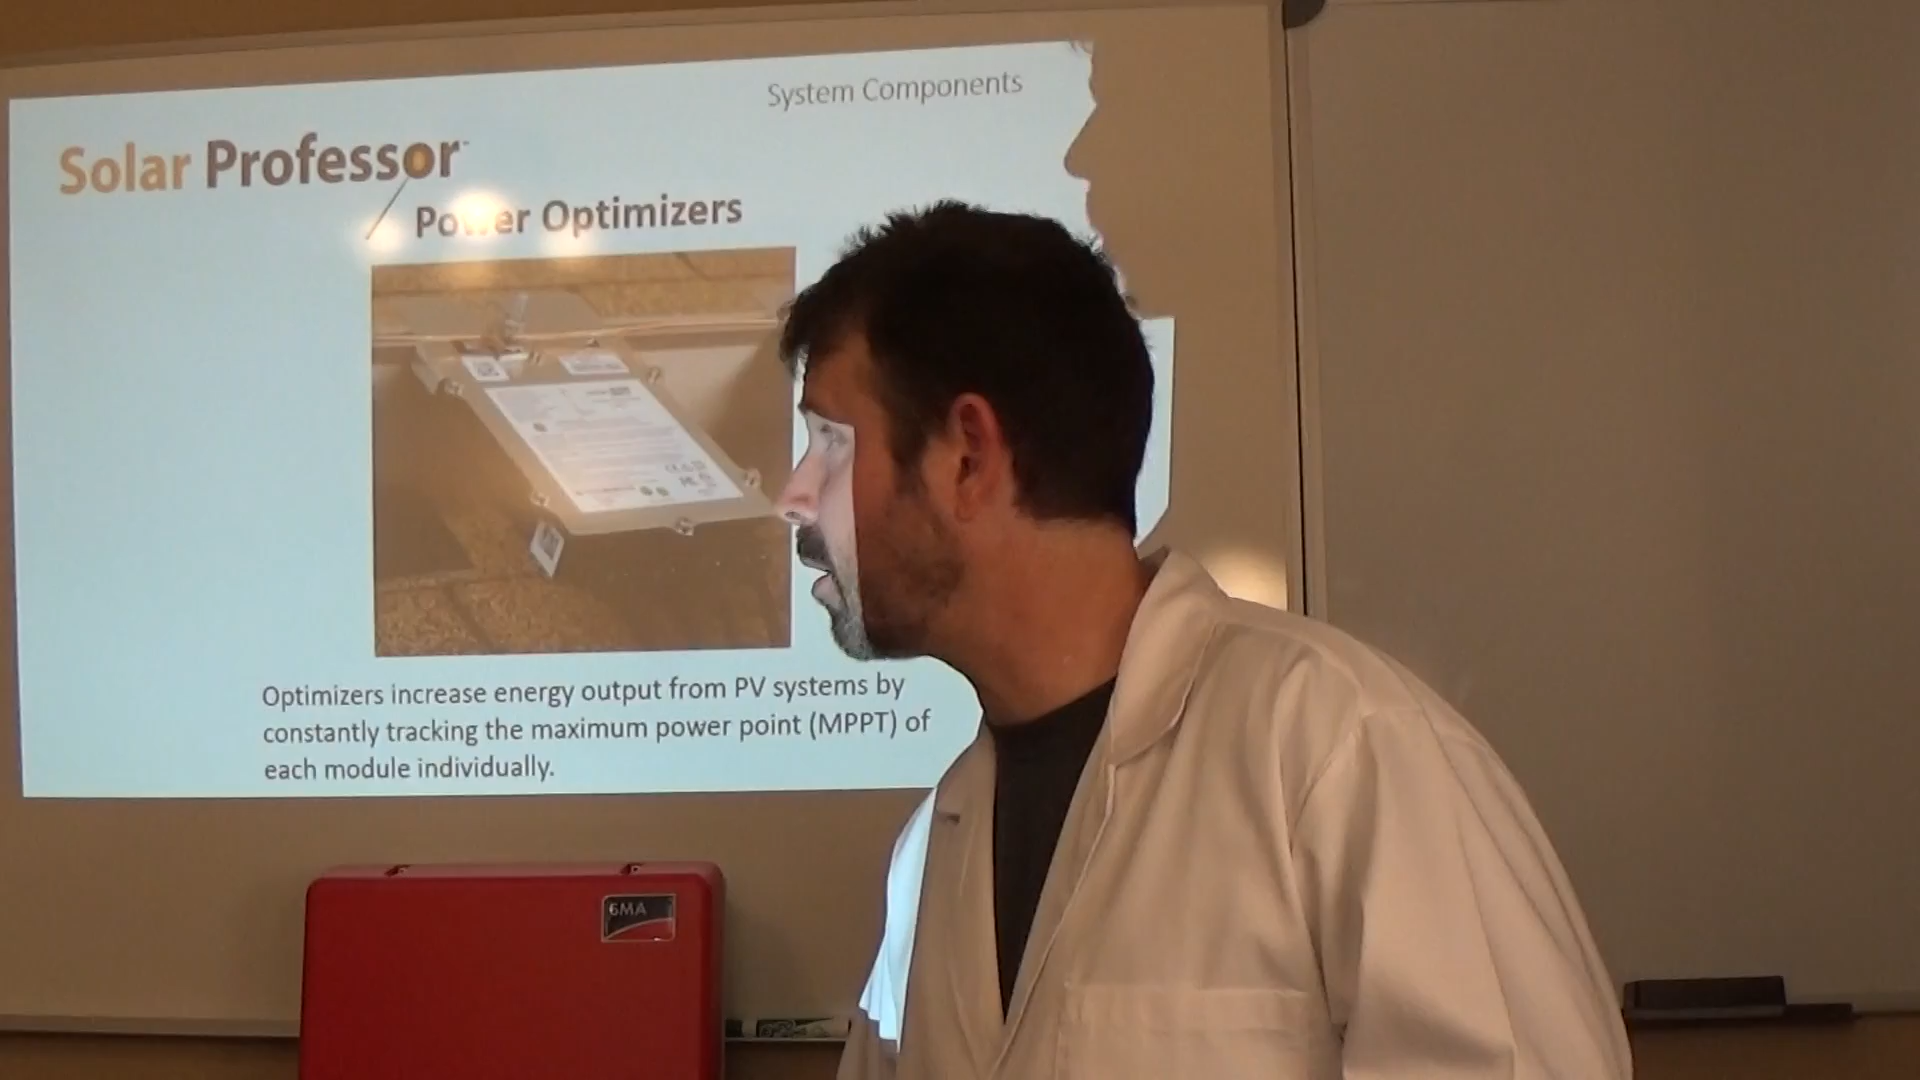 System Components
Solar Professor™
Power Optimizers
Optimizers increase energy output from PV systems by
constantly tracking the maximum power point (MPPT) of
each module individually.
SMA